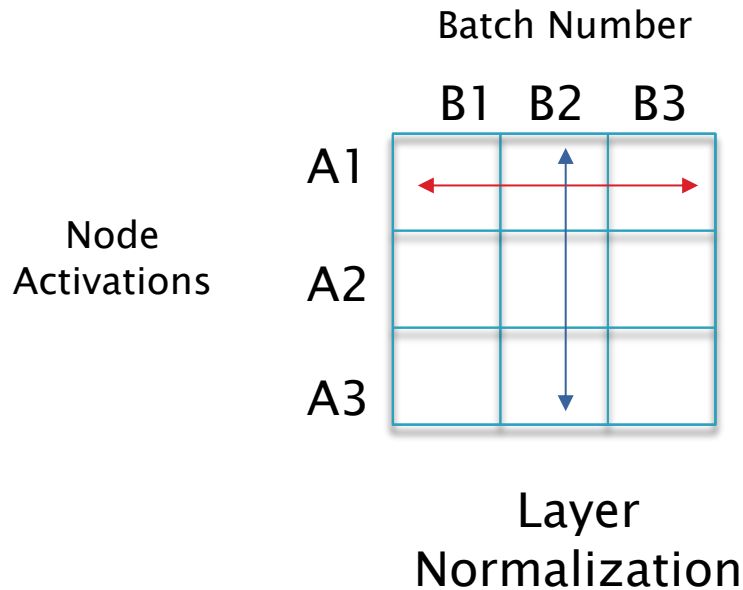 Batch Number
B1 B2 B3
A1
Node
Activations
A2
A3
Layer
Normalization